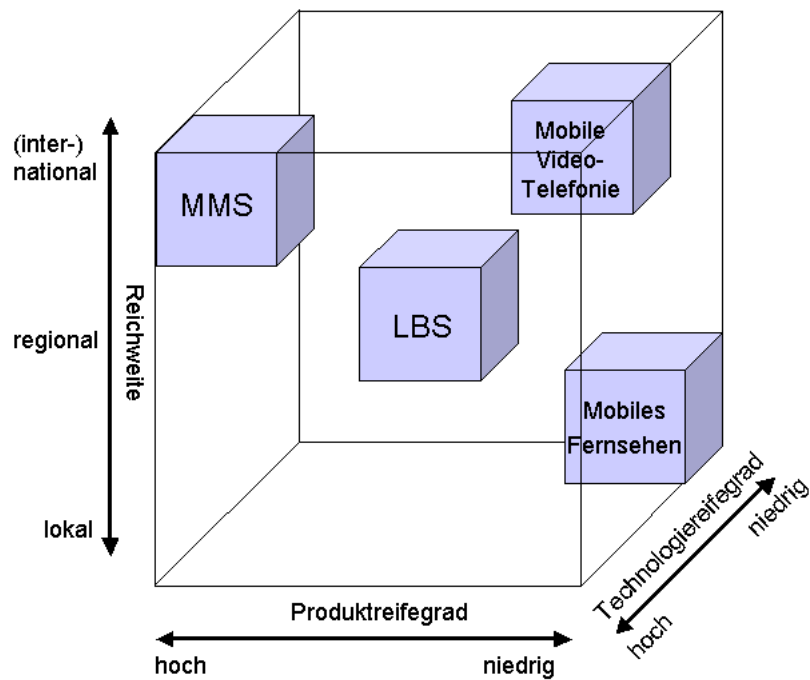 (inter-)
national
MMS
Mobile
Video-
Telefonie
Reichweite
regional
LBS
Mobiles
Fernsehen
lokal
Technologiereifegrad
niedrig
hoch
Produktreifegrad
hoch
niedrig